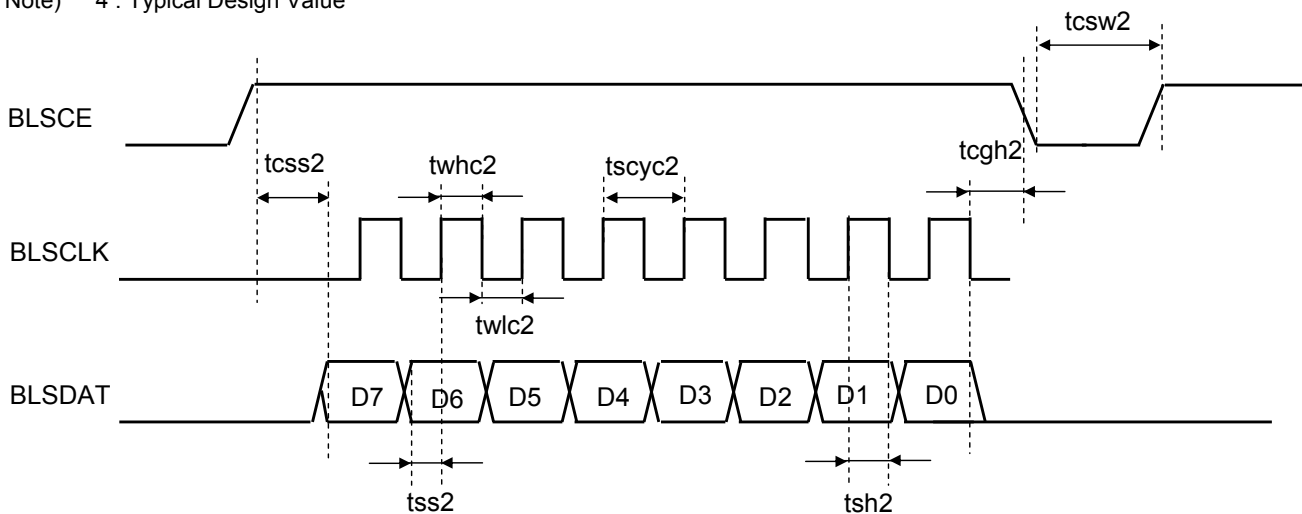 Note) *4 : Typical Design Value
tcsw2
BLSCE
tcss2
twhc2
tscyc2
tcgh2
BLSCLK
twlc2
BLSDAT
D7
D6
D5
D4
D3
D2
D1
D0
tss2
tsh2